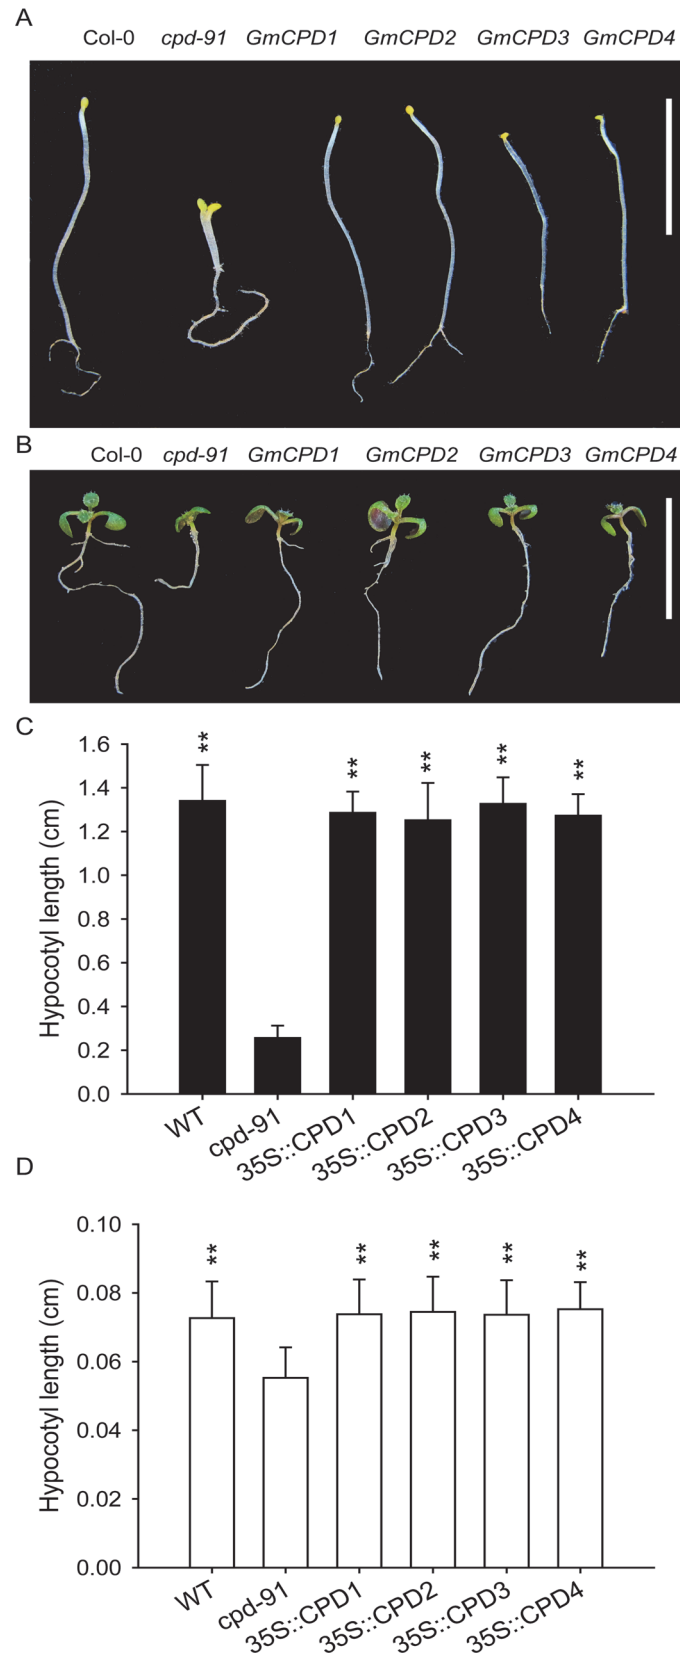 A
Col-0 cpd-91 GmCPD1 GmCPD2 GmCPD3 GmCPD4
B
Col-0 cpd-91 GmCPD1 GmCPD2 GmCPD3 GmCPD4
C
Hypocotyl length (cm)
1.6
1.4
1.2
1.0
0.8
0.6
0.4
0.2
0.0
** ** ** ** **
WT cpd-91 35S::CPD1 35S::CPD2 35S::CPD3 35S::CPD4
D
Hypocotyl length (cm)
0.10
0.08
0.06
0.04
0.02
0.00
** ** ** ** **
WT cpd-91 35S::CPD1 35S::CPD2 35S::CPD3 35S::CPD4